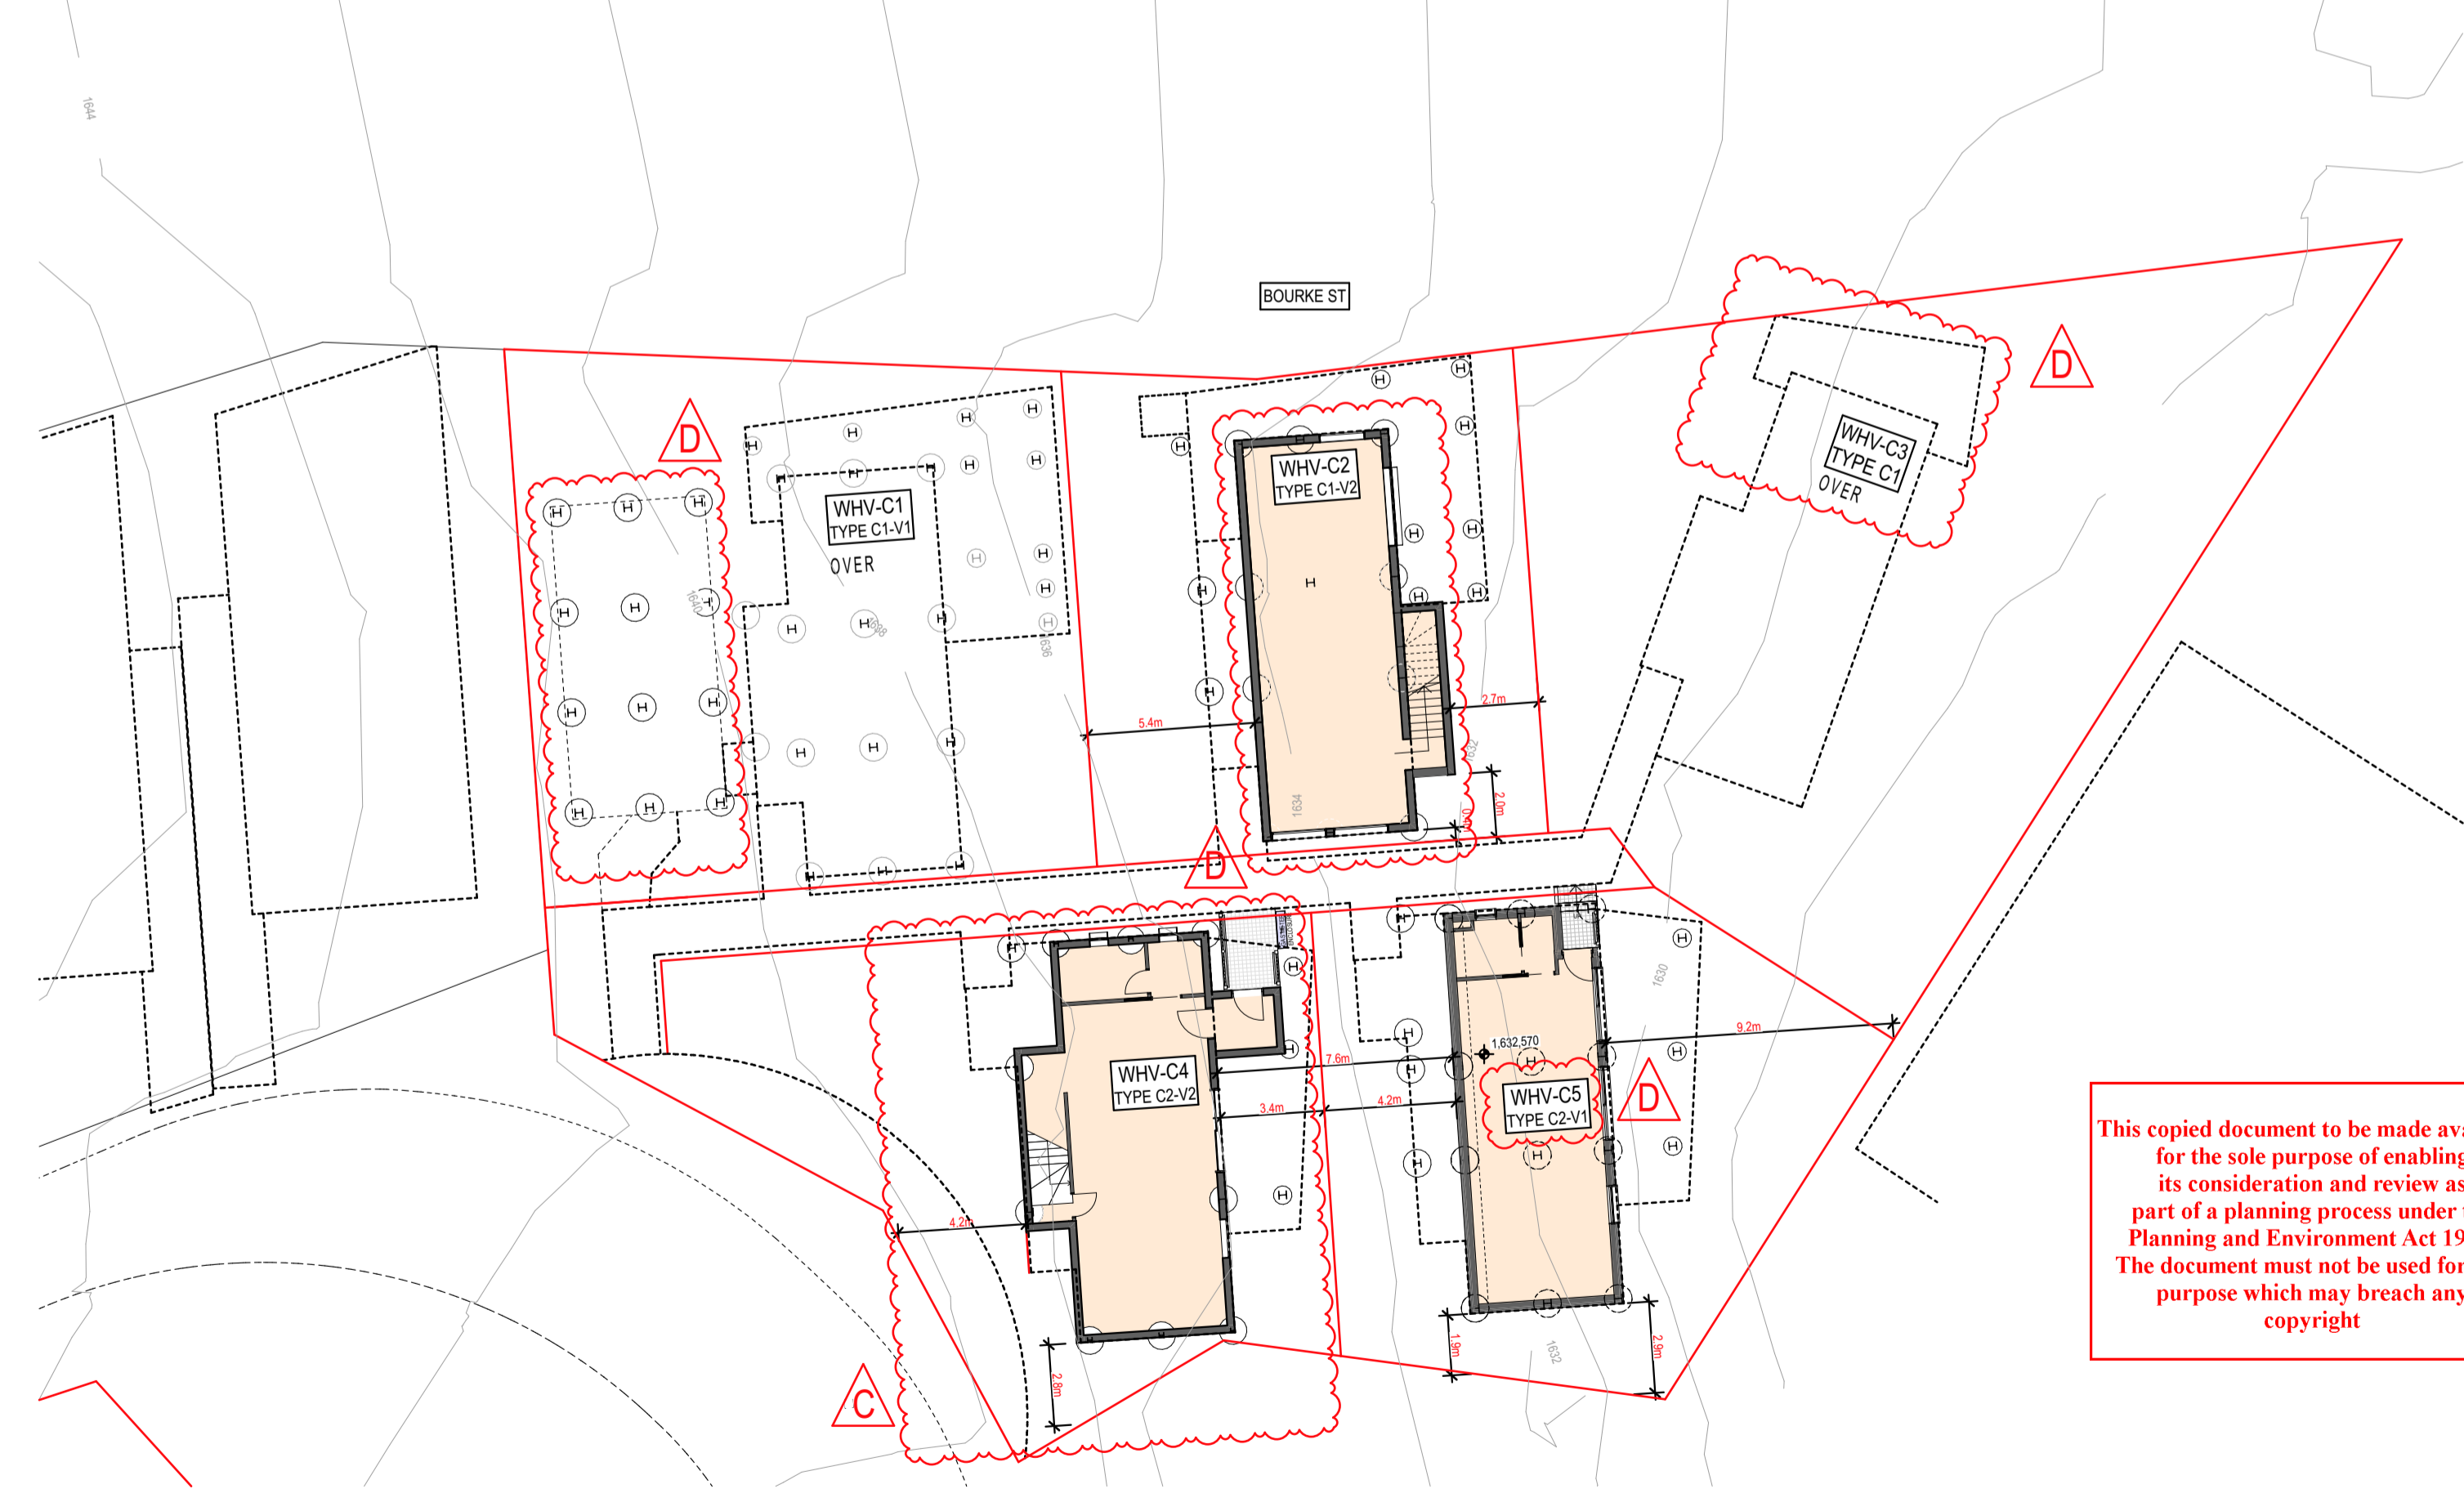 1644
BOURKE ST
D
D
WHV-C3
TYPE C1
OVER
D
WHV-C1
TYPE C1-V1
OVER
WHV-C2
TYPE C1-V2
1640
1636
5.4m
2.7m
1632
1634
2.0m
D
1630
1,632,570
9.2m
7.6m
WHV-C4
TYPE C2-V2
WHV-C5
TYPE C2-V1
D
3.4m
4.2m
4.2m
2.8m
1.9m
2.9m
1632
C
This copied document to be made ava
for the sole purpose of enabling
its consideration and review as
part of a planning process under
Planning and Environment Act 19
The document must not be used for
purpose which may breach any
copyright